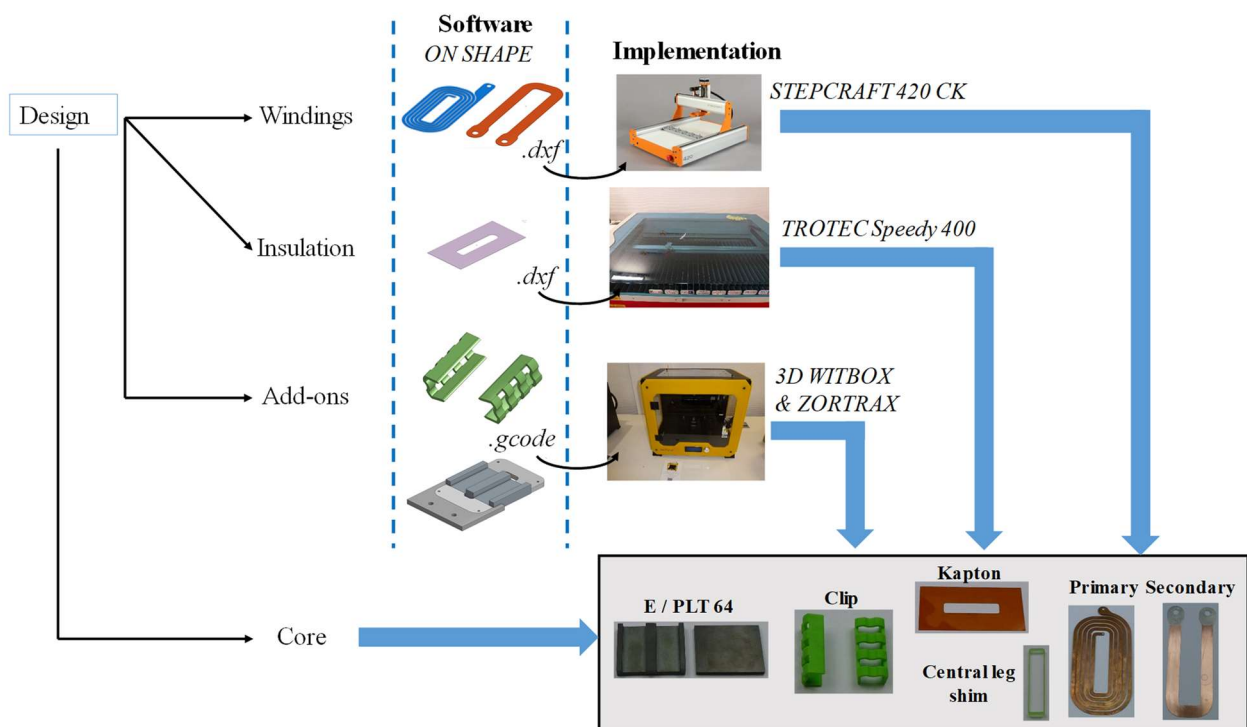 Software
ON SHAPE
Implementation
Design
Windings
STEPCRAFT 420 CK
.dxf
Insulation
TROTEC Speedy 400
.dxf
Add-ons
3D WITBOX
& ZORTRAX
.gcode
Core
E / PLT 64
Clip
Kapton
Central leg
shim
Primary
Secondary